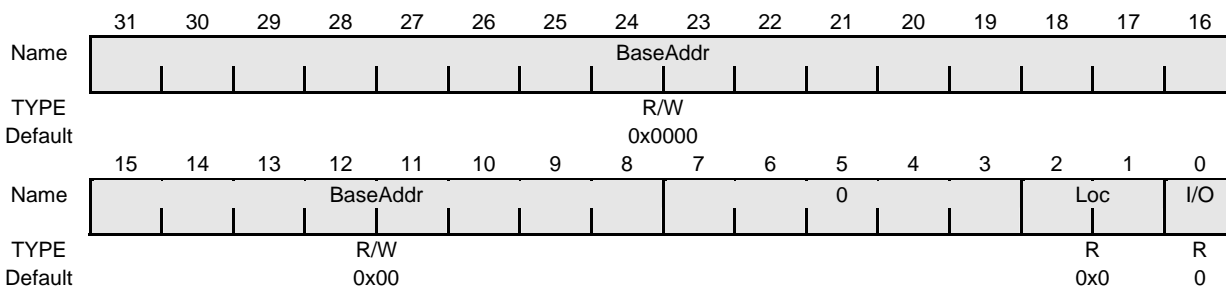 31 30 29 28 27 26 25 24 23 22 21 20 19 18 17 16
Name BaseAddr
TYPE R/W
Default 0x0000
15 14 13 12 11 10 9 8 7 6 5 4 3 2 1 0
Name BaseAddr 0 Loc I/O
TYPE R/W R R
Default 0x00 0x0 0